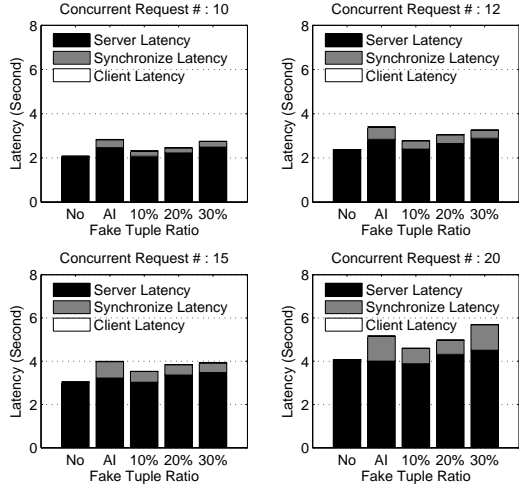 Concurrent Request # : 10
8
6
4
2
0
Latency (Second)
Server Latency
Synchronize Latency
Client Latency
No AI 10% 20% 30%
Fake Tuple Ratio
Concurrent Request # : 12
8
6
4
2
0
Latency (Second)
Server Latency
Synchronize Latency
Client Latency
No AI 10% 20% 30%
Fake Tuple Ratio
Concurrent Request # : 15
8
6
4
2
0
Latency (Second)
Server Latency
Synchronize Latency
Client Latency
No AI 10% 20% 30%
Fake Tuple Ratio
Concurrent Request # : 20
8
6
4
2
0
Latency (Second)
Server Latency
Synchronize Latency
Client Latency
No AI 10% 20% 30%
Fake Tuple Ratio